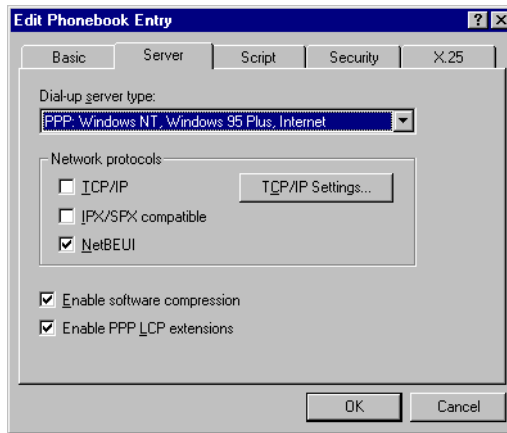 Edit Phonebook Entry
Basic Server Script Security X.25
Dial-up server type:
PPP: Windows NT, Windows 95 Plus, Internet
Network protocols
TCP/IP TCP/IP Settings...
IPX/SPX compatible
NetBEUI
Enable software compression
Enable PPP LCP extensions
OK Cancel